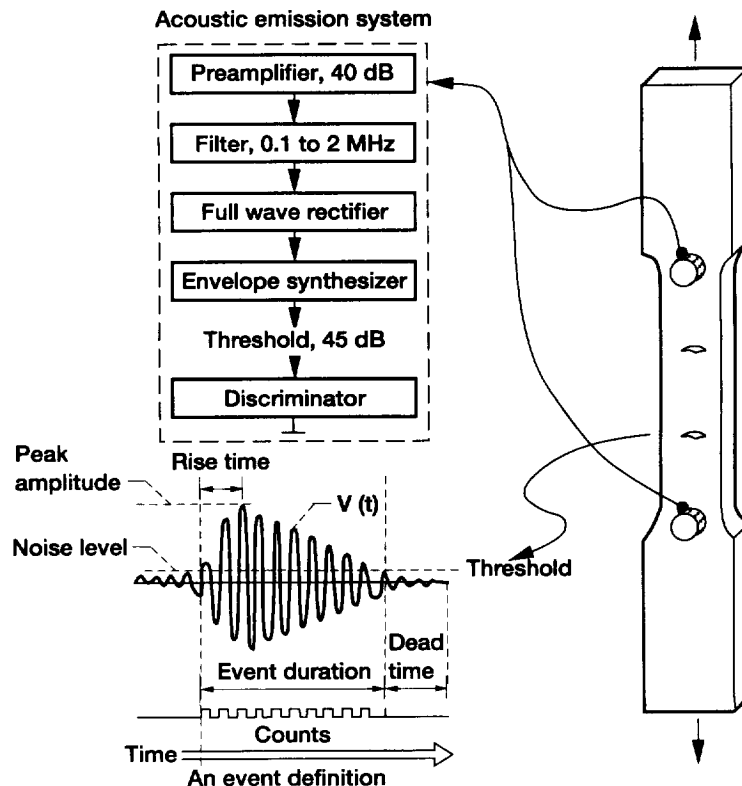 Acoustic emission system
Preamplifier, 40 dB
Filter, 0.1 to 2 MHz
Full wave rectifier
Envelope synthesizer
Threshold, 45 dB
Discriminator
Peak
amplitude
Rise time
V (t)
Noise level
Threshold
Event duration
Dead
time
Counts
Time
An event definition